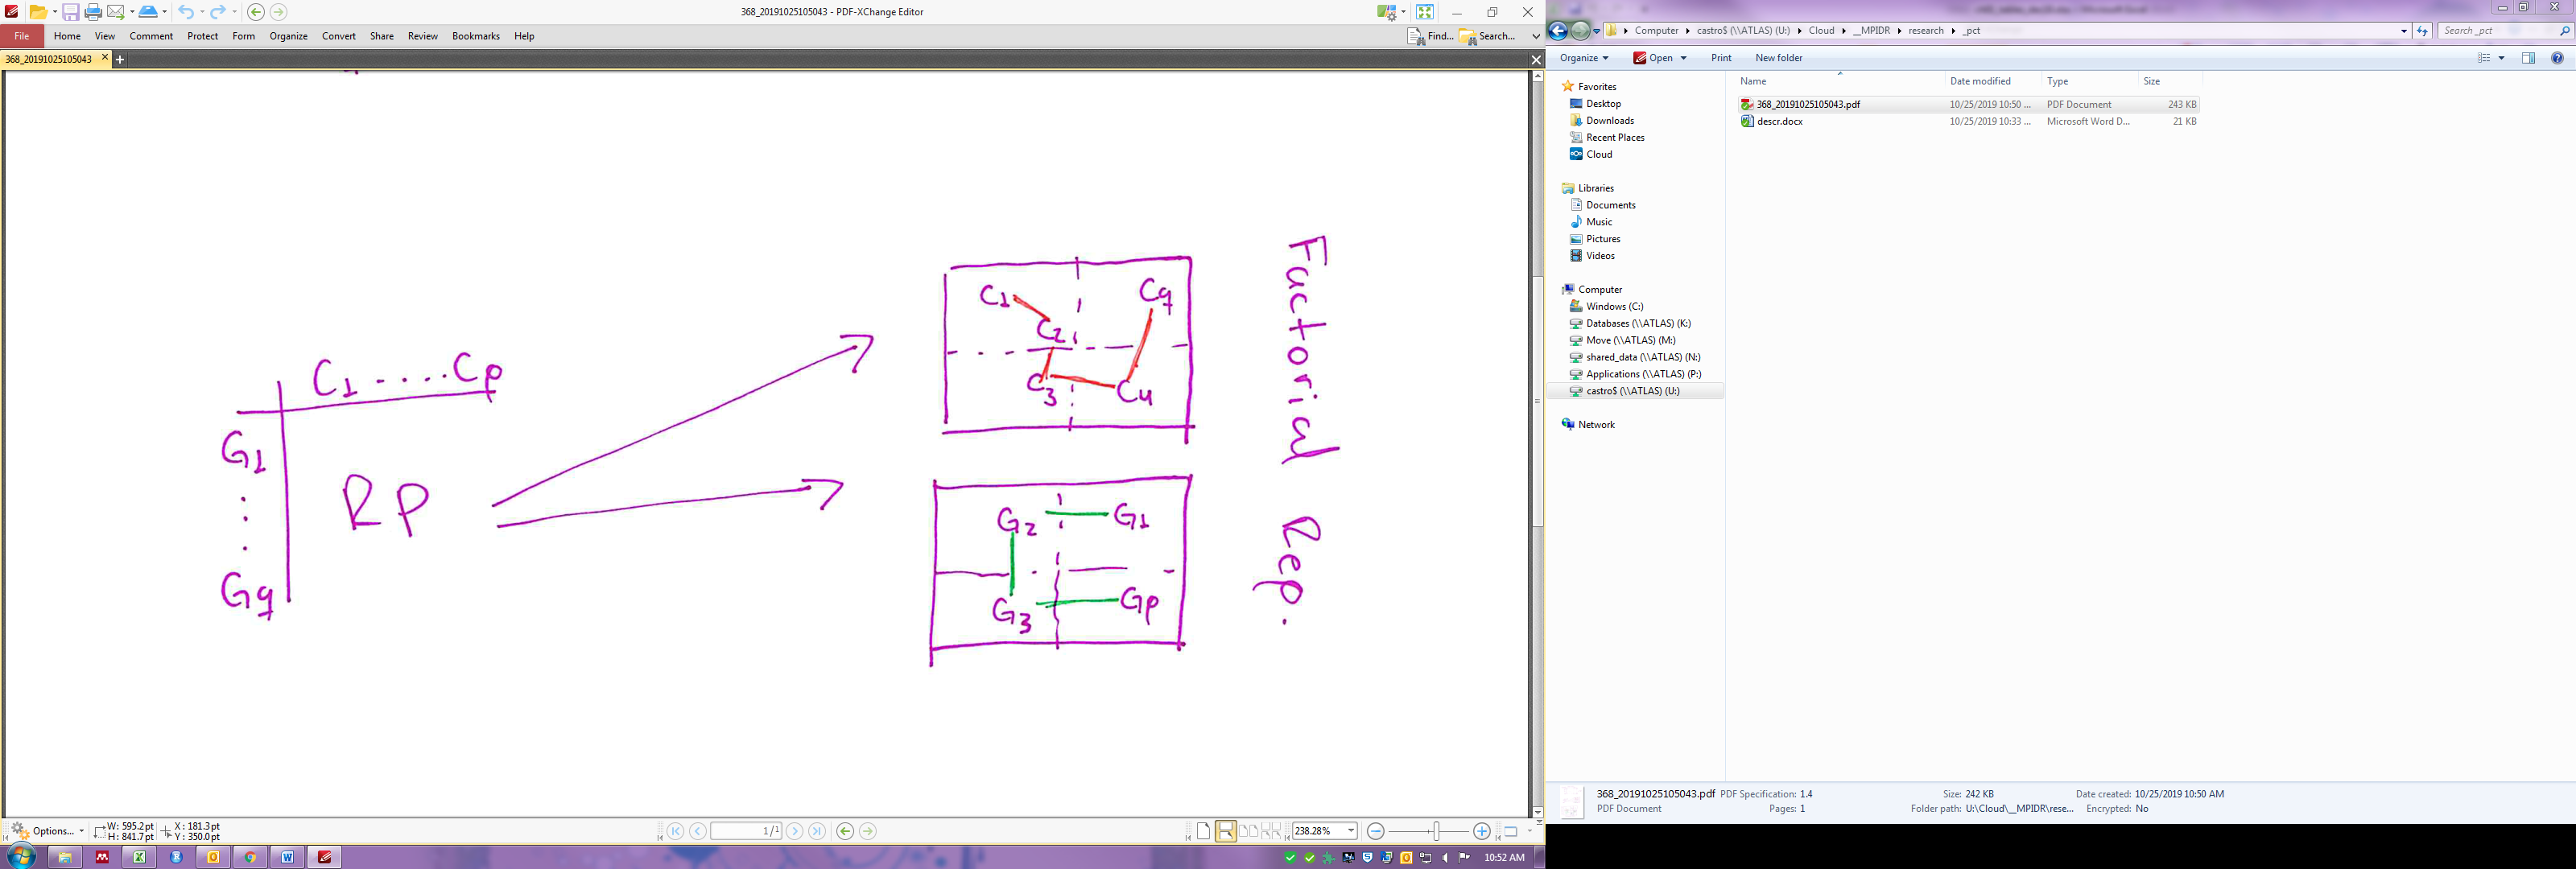 368_20191025105043 - PDF-XChange Editor
File Home View Comment Protect Form Organize Convert Share Review Bookmarks Help
Find... Search...
368_20191025105043
C1 ..... Cp
G1
RP
Gq
C1
Cq
C2
C3
C4
G2
G1
G3
Gp
Factorial Rep.
Options...
W: 595.2pt
H: 841.7pt
X: 181.3pt
Y: 350.0pt
1/1
238.28%
Computer castro$ (\\ATLAS) (U:) Cloud __MPIDR research _pct
Search _pct
Organize Open Print New folder
Name Date modified Type Size
368_20191025105043.pdf 10/25/2019 10:50 ... PDF Document 243 KB
descr.docx 10/25/2019 10:33 ... Microsoft Word D... 21 KB
Favorites
Desktop
Downloads
Recent Places
Cloud
Libraries
Documents
Music
Pictures
Videos
Computer
Windows (C:)
Databases (\\ATLAS) (K:)
Move (\\ATLAS) (M:)
shared_data (\\ATLAS) (N:)
Applications (\\ATLAS) (P:)
castro$ (\\ATLAS) (U:)
Network
368_20191025105043.pdf PDF Specification: 1.4 Size: 242 KB Date created: 10/25/2019 10:50 AM
PDF Document Pages: 1 Folder path: U:\Cloud\__MPIDR\rese... Encrypted: No
10:52 AM